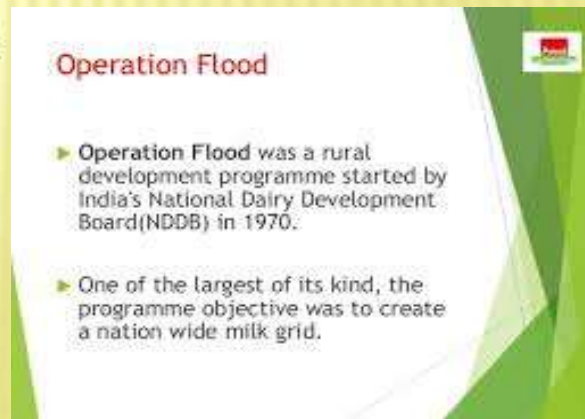 Operation Flood
Operation Flood was a rural
development programme started by
India's National Dairy Development
Board(NDDB) in 1970.
One of the largest of its kind, the
programme objective was to create
a nation wide milk grid.